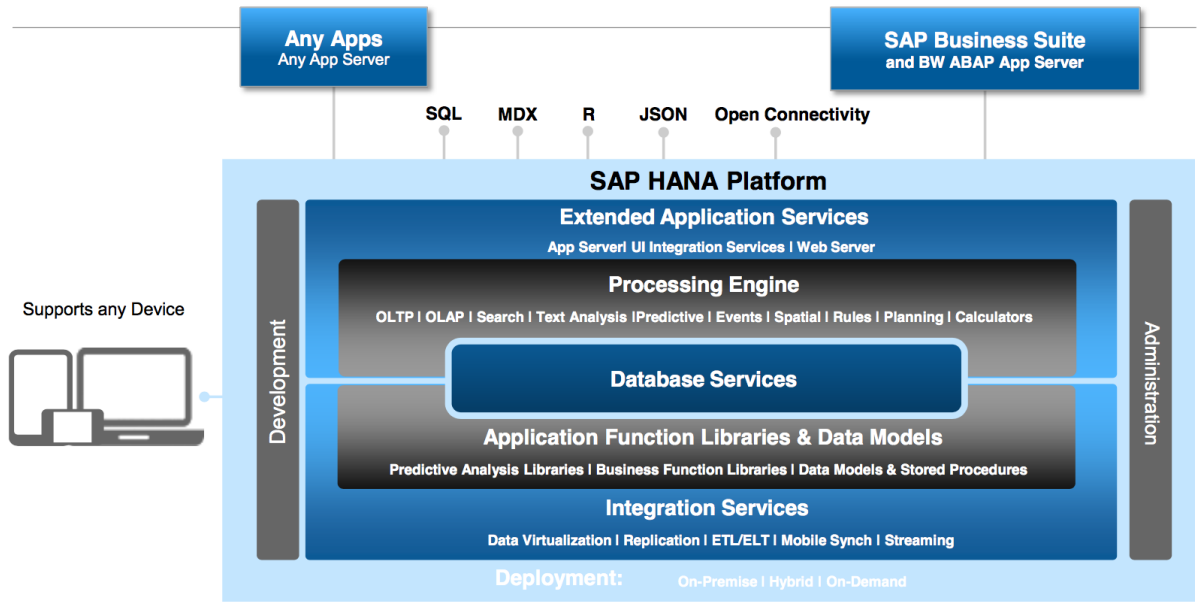 Any Apps
Any App Server
SAP Business Suite
and BW ABAP App Server
SQL MDX R JSON Open Connectivity
SAP HANA Platform
Extended Application Services
App Server| UI Integration Services | Web Server
Processing Engine
OLTP | OLAP | Search | Text Analysis |Predictive | Events | Spatial | Rules | Planning | Calculators
Database Services
Application Function Libraries & Data Models
Predictive Analysis Libraries | Business Function Libraries | Data Models & Stored Procedures
Integration Services
Data Virtualization | Replication | ETL/ELT | Mobile Synch | Streaming
Deployment: On-Premise | Hybrid | On-Demand
Supports any Device
Development
Administration